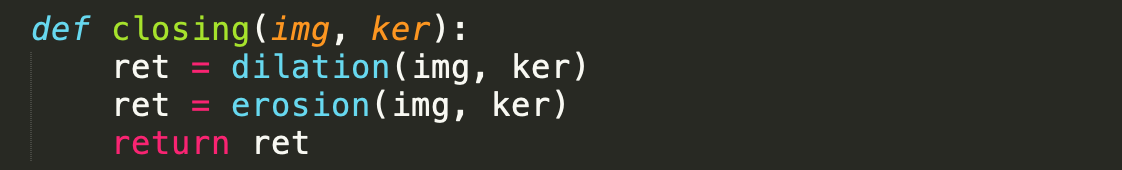 def closing(img, ker):
    ret = dilation(img, ker)
    ret = erosion(img, ker)
    return ret